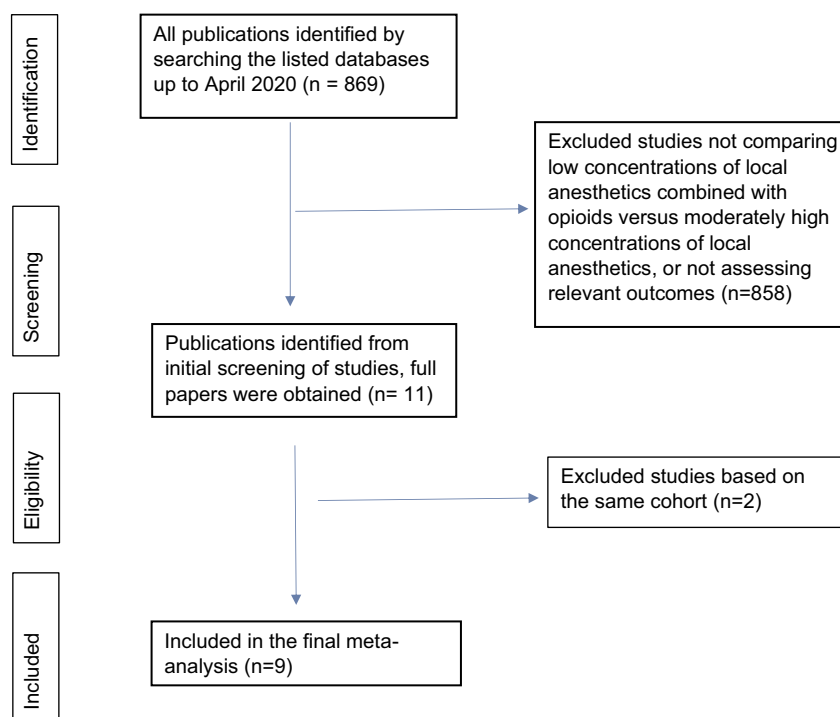 Identification
All publications identified by
searching the listed databases
up to April 2020 (n = 869)
Excluded studies not comparing
low concentrations of local
anesthetics combined with
opioids versus moderately high
concentrations of local
anesthetics, or not assessing
relevant outcomes (n=858)
Screening
Publications identified from
initial screening of studies, full
papers were obtained (n= 11)
Eligibility
Excluded studies based on
the same cohort (n=2)
Included
Included in the final meta-
analysis (n=9)